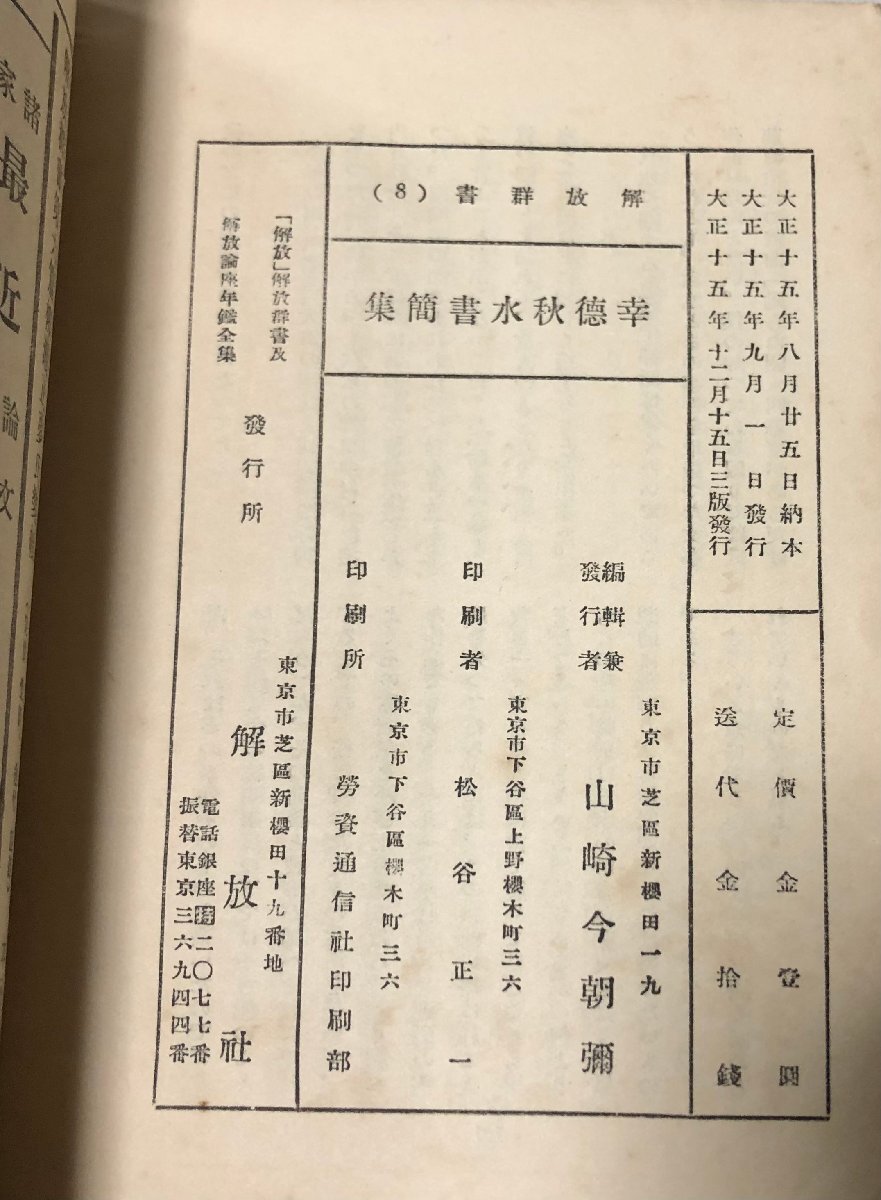 大正十五年八月廿五日納本
大正十五年九月一日發行
大正十五年十二月十五日三版發行
定價金壹圓
送代金拾錢
解放群書(8)
幸德秋水書簡集
東京市芝區新櫻田一九
編輯兼
發行者
山崎今朝彌
東京市下谷區上野櫻木町三六
印刷者
松谷正一
東京市下谷區櫻木町三六
印刷所
勞資通信社印刷部
「解放」解放群書及
解放論座年鑑全集
發行所
東京市芝區新櫻田十九番地
解放社
電話銀座特二〇七七番
振替東京三六九四四番
諸
家
最近
論
文